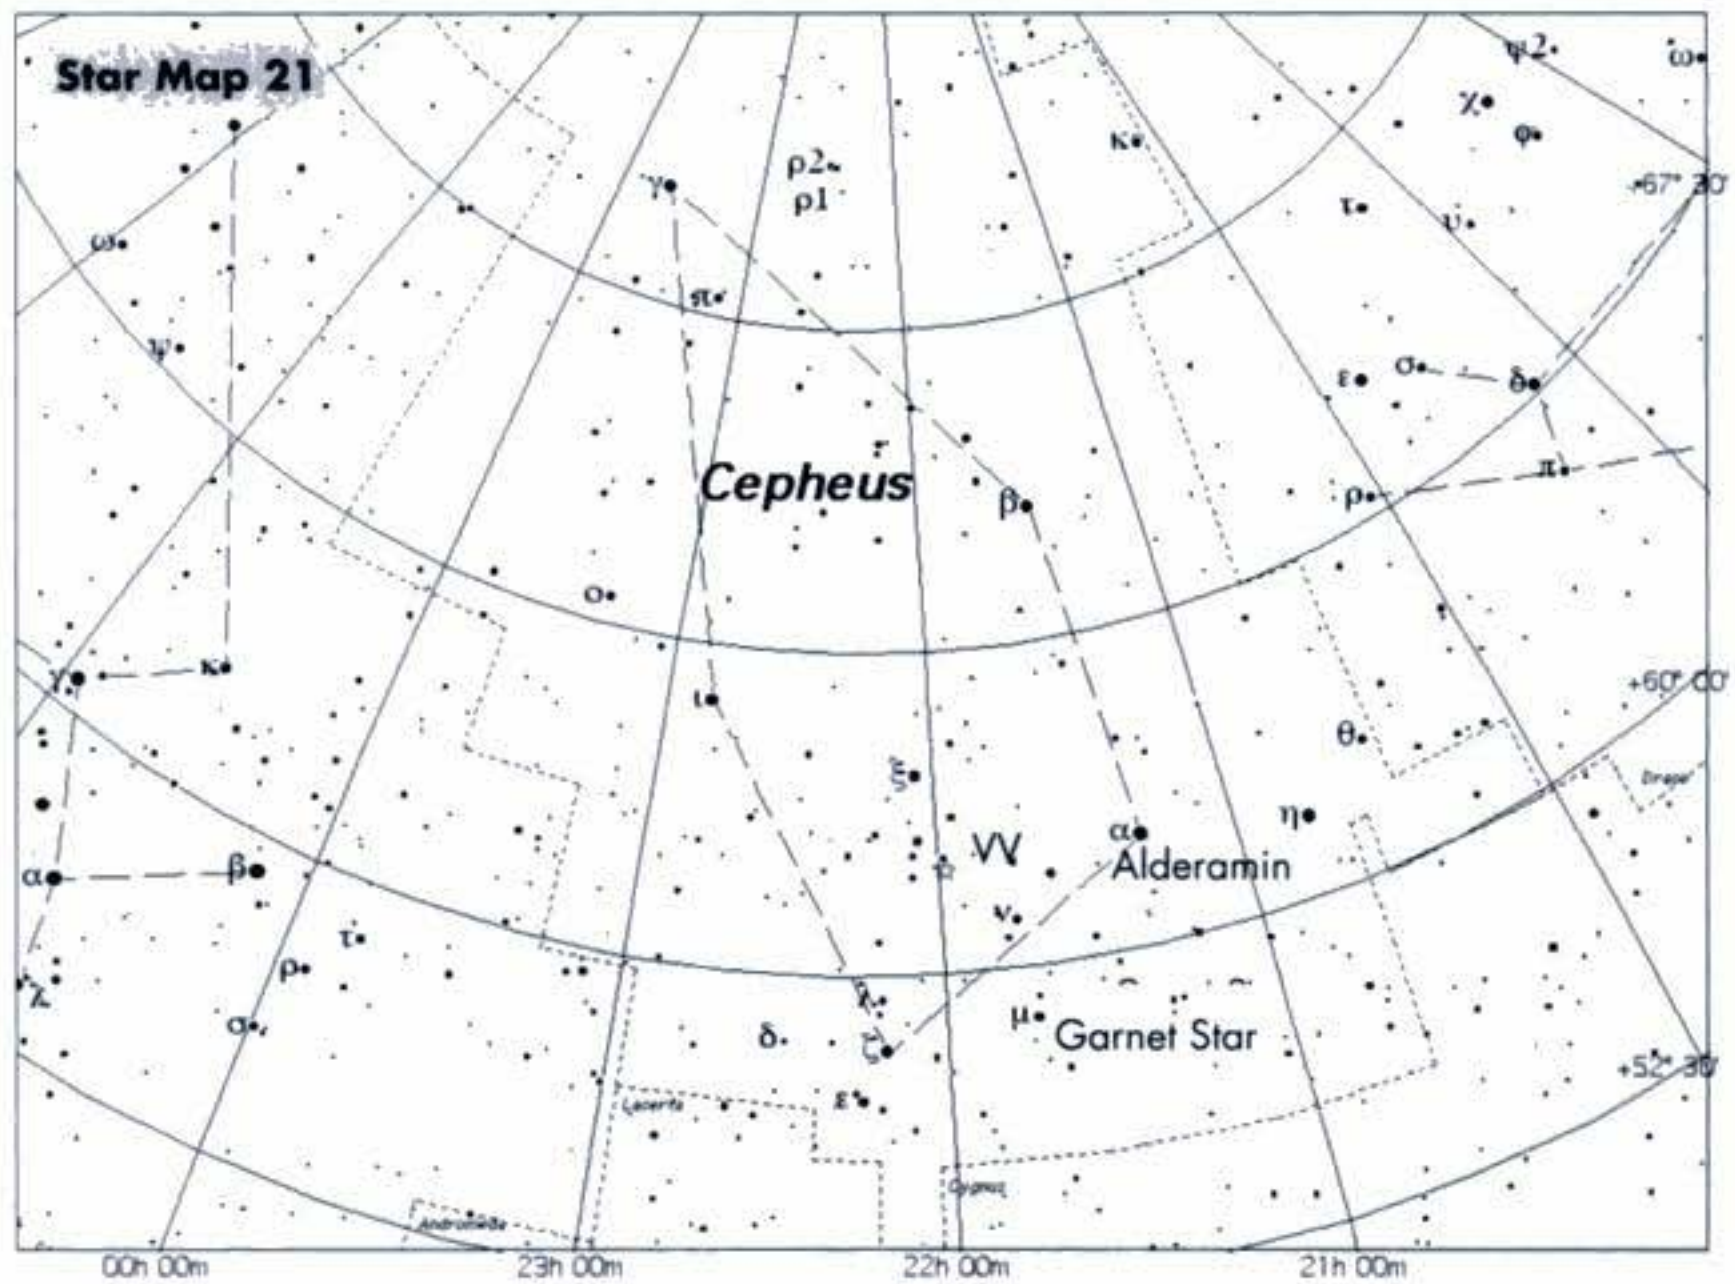 Star Map 21
ψ2
ω
χ
φ
κ
ρ2
ρ1
γ
+67° 30'
τ
υ
ω
π
ψ
σ
ε
δ
π
Cepheus
β
ρ
ο
κ
γ
+60° 00'
ι
θ
ξ
Draco
η
VV
α
Alderamin
α
β
ν
τ
ρ
λ
λ
σ
δ
ζ
μ
Garnet Star
+52° 30'
ε
Lacerta
Cygnus
Andromeda
00h 00m
23h 00m
22h 00m
21h 00m